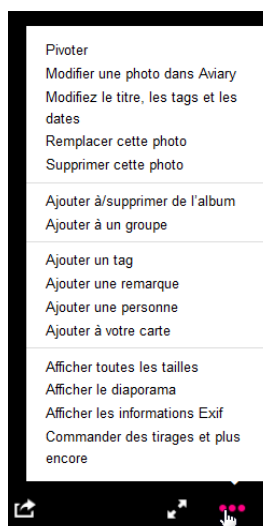 Pivoter
Modifier une photo dans Aviary
Modifiez le titre, les tags et les
dates
Remplacer cette photo
Supprimer cette photo
Ajouter à/supprimer de l'album
Ajouter à un groupe
Ajouter un tag
Ajouter une remarque
Ajouter une personne
Ajouter à votre carte
Afficher toutes les tailles
Afficher le diaporama
Afficher les informations Exif
Commander des tirages et plus
encore